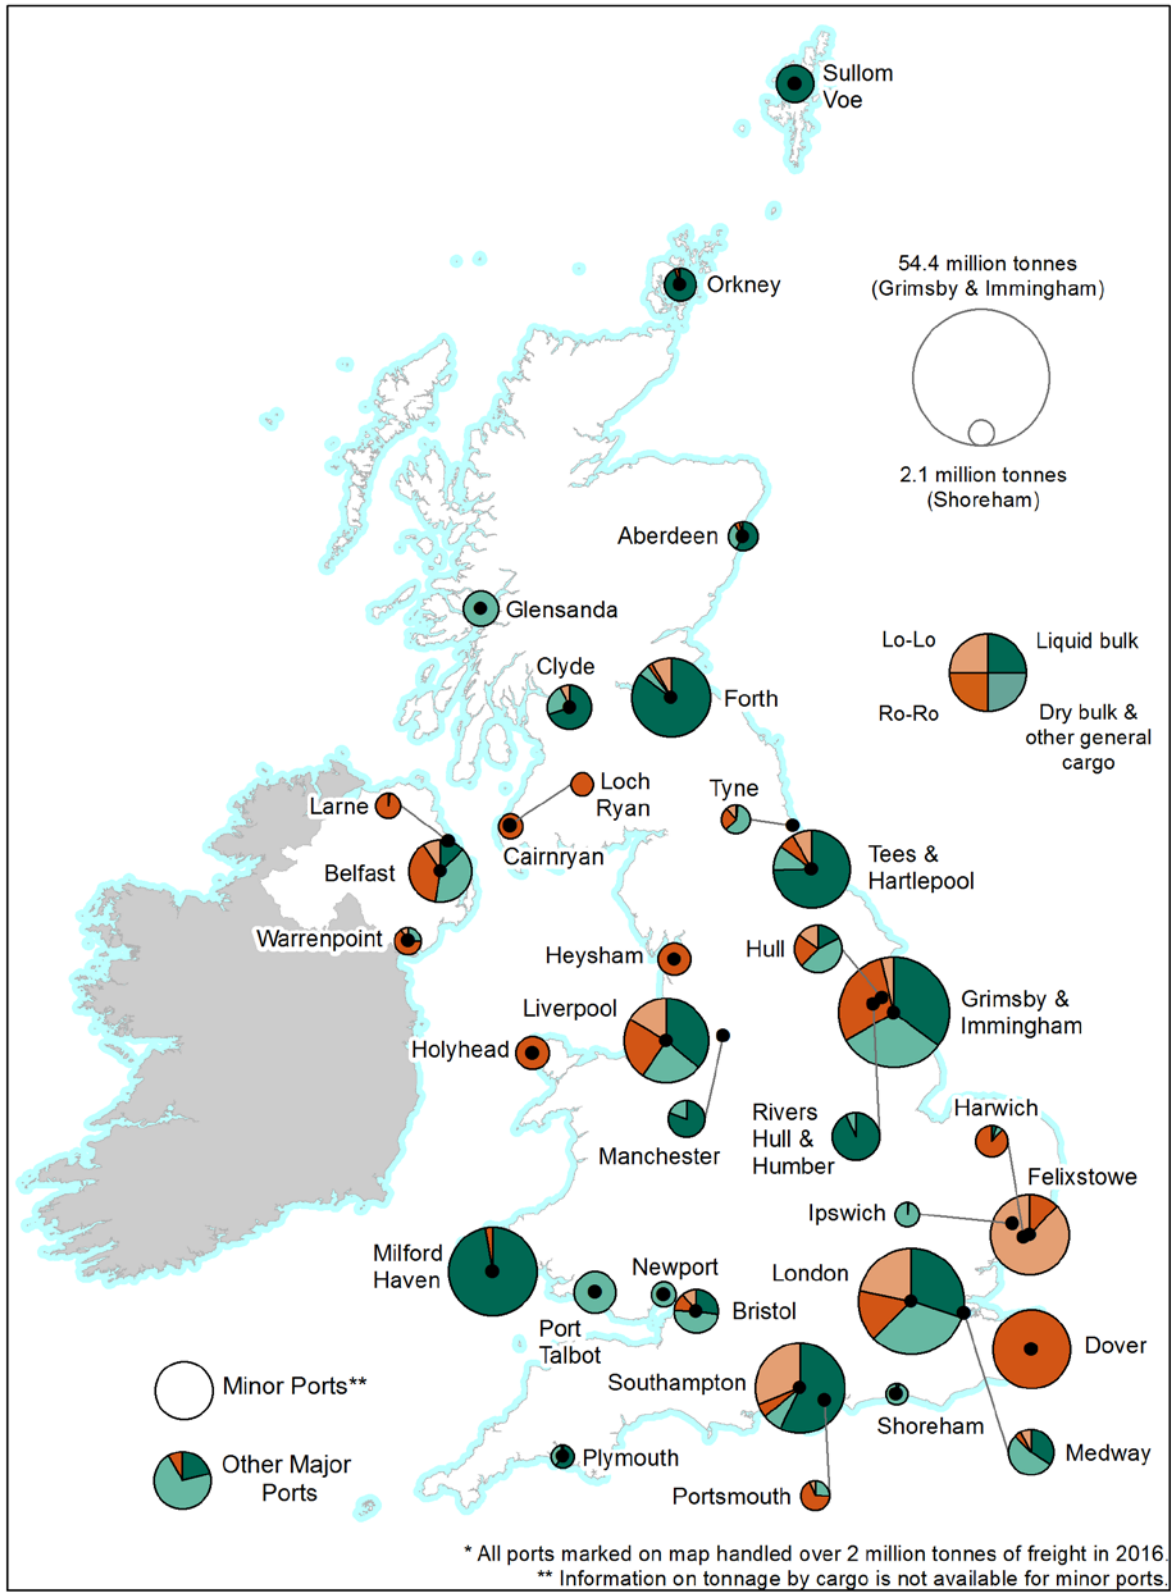 Sullom
Voe
Orkney
54.4 million tonnes
(Grimsby & Immingham)
2.1 million tonnes
(Shoreham)
Aberdeen
Glensanda
Clyde
Forth
Lo-Lo
Liquid bulk
Ro-Ro
Dry bulk &
other general
cargo
Loch
Ryan
Larne
Tyne
Cairnryan
Belfast
Tees &
Hartlepool
Warrenpoint
Heysham
Hull
Liverpool
Grimsby &
Immingham
Holyhead
Manchester
Rivers
Hull &
Humber
Harwich
Felixstowe
Ipswich
Milford
Haven
Newport
London
Bristol
Port
Talbot
Dover
Minor Ports**
Southampton
Shoreham
Other Major
Ports
Plymouth
Medway
Portsmouth
* All ports marked on map handled over 2 million tonnes of freight in 2016.
** Information on tonnage by cargo is not available for minor ports.